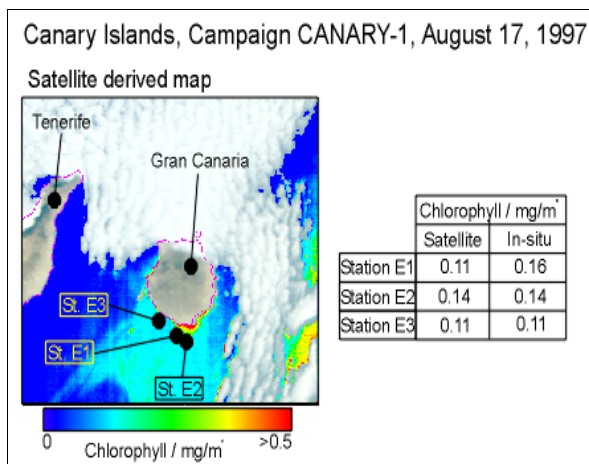 Canary Islands, Campaign CANARY-1, August 17, 1997
Satellite derived map
Tenerife
Gran Canaria
St. E3
St. E1
St. E2
0 >0.5
Chlorophyll / mg/m³
Chlorophyll / mg/m³
Satellite In-situ
Station E1 0.11 0.16
Station E2 0.14 0.14
Station E3 0.11 0.11